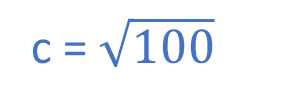 c = √100